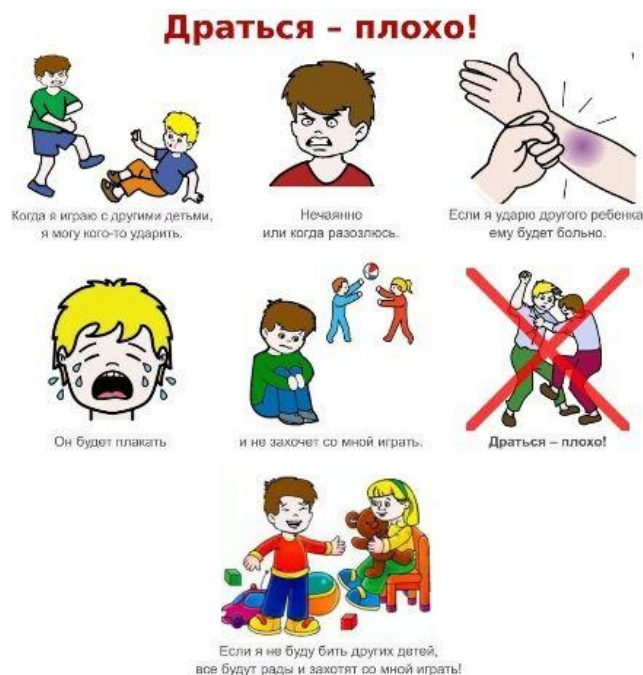 Драться – плохо!
Когда я играю с другими детьми,
я могу кого-то ударить.
Нечаянно
или когда разозлюсь.
Если я ударю другого ребенка
ему будет больно.
Он будет плакать
и не захочет со мной играть.
Драться – плохо!
Если я не буду бить других детей,
все будут рады и захотят со мной играть!